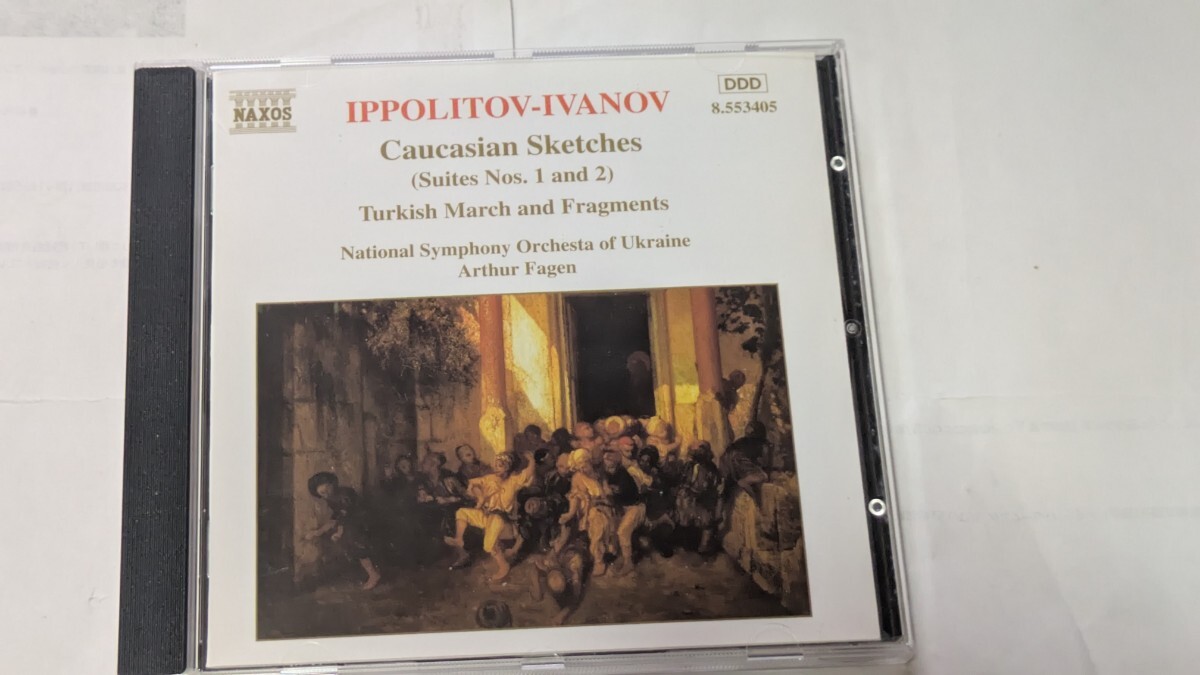 NAXOS
IPPOLITOV-IVANOV
DDD
8.553405
Caucasian Sketches
(Suites Nos. 1 and 2)
Turkish March and Fragments
National Symphony Orchesta of Ukraine
Arthur Fagen